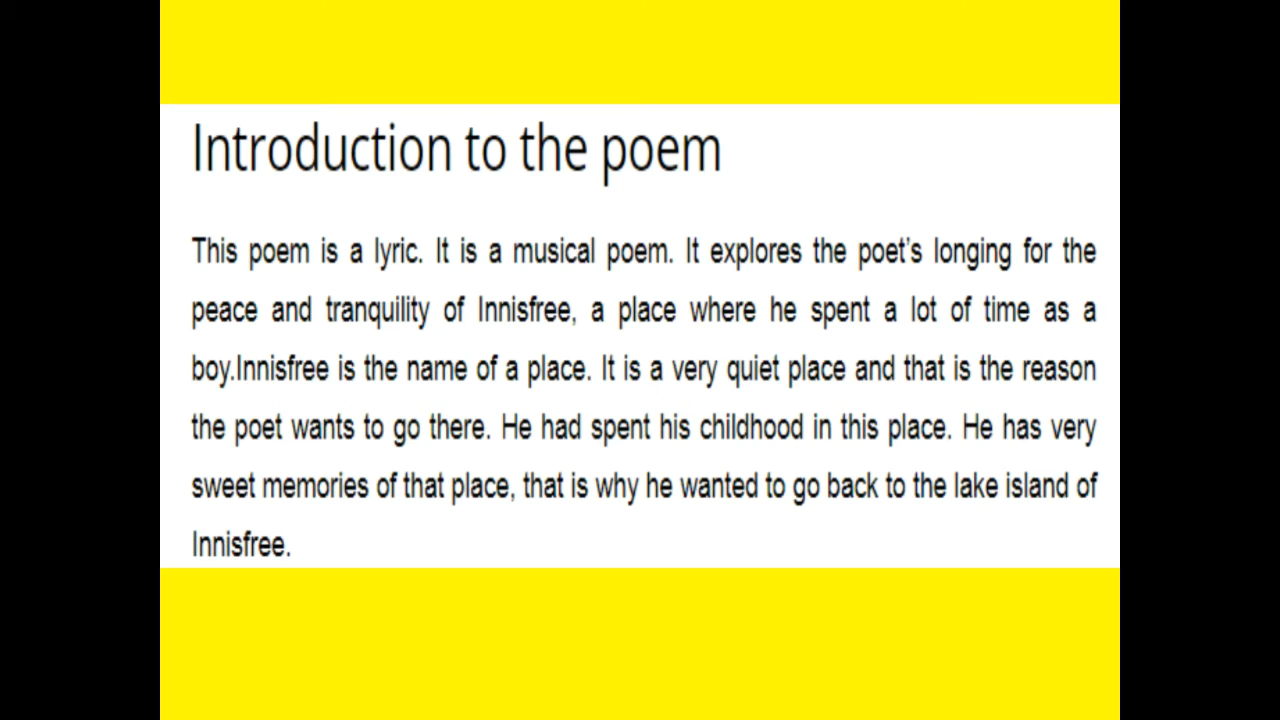 Introduction to the poem
This poem is a lyric. It is a musical poem. It explores the poet’s longing for the
peace and tranquility of Innisfree, a place where he spent a lot of time as a
boy.Innisfree is the name of a place. It is a very quiet place and that is the reason
the poet wants to go there. He had spent his childhood in this place. He has very
sweet memories of that place, that is why he wanted to go back to the lake island of
Innisfree.